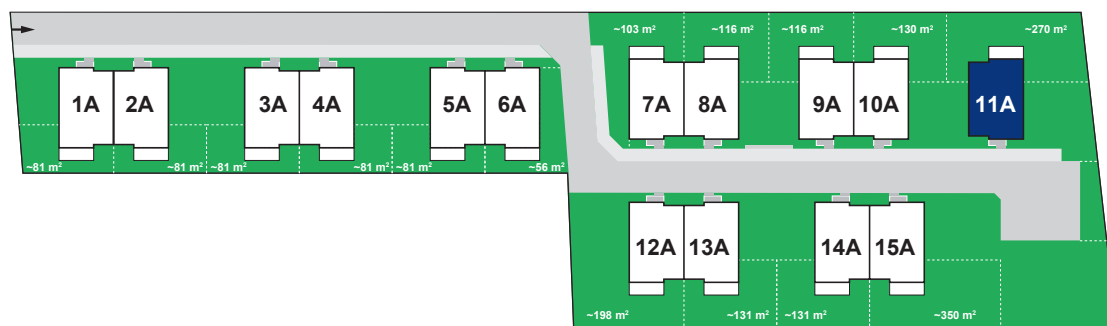 ~103 m²
~116 m²
~116 m²
~130 m²
~270 m²
1A
2A
3A
4A
5A
6A
7A
8A
9A
10A
11A
~81 m²
~81 m²
~81 m²
~81 m²
~81 m²
~56 m²
12A
13A
14A
15A
~198 m²
~131 m²
~131 m²
~350 m²